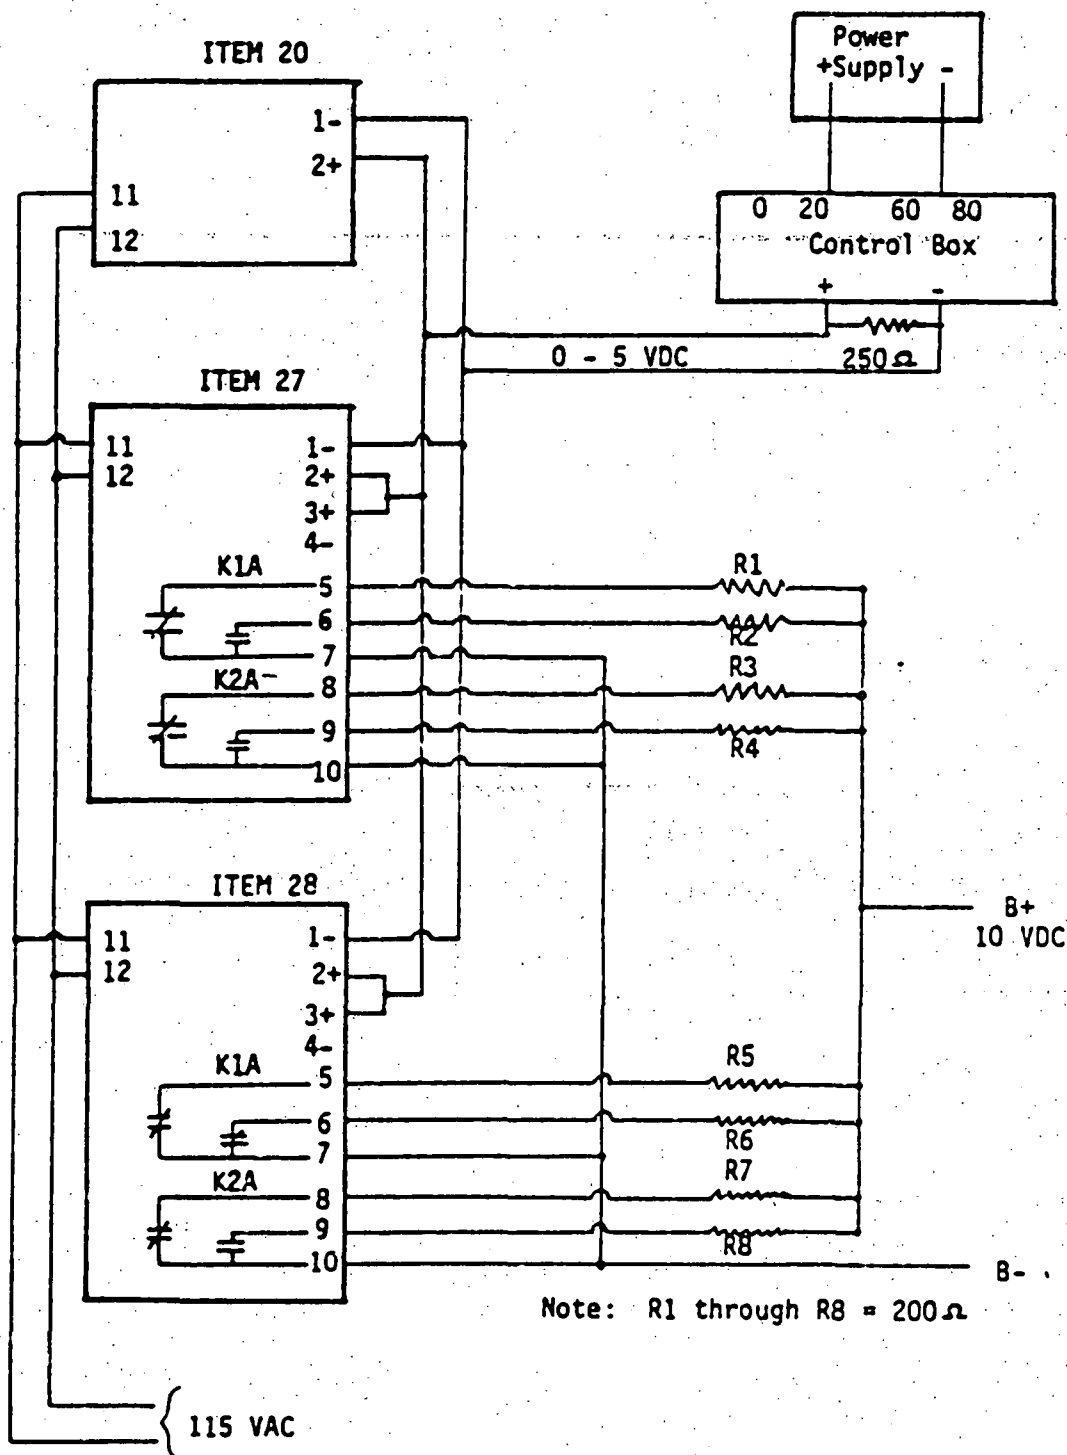 ITEM 20
1-
2+
11
12
Power
+Supply -
0 20 60 80
Control Box
+ -
0 - 5 VDC
250Ω
ITEM 27
11
12
1-
2+
3+
4-
K1A
5
6
7
K2A-
8
9
10
R1
R2
R3
R4
ITEM 28
11
12
1-
2+
3+
4-
K1A
5
6
7
K2A
8
9
10
R5
R6
R7
R8
B+
10 VDC
B-
Note: R1 through R8 = 200Ω
115 VAC